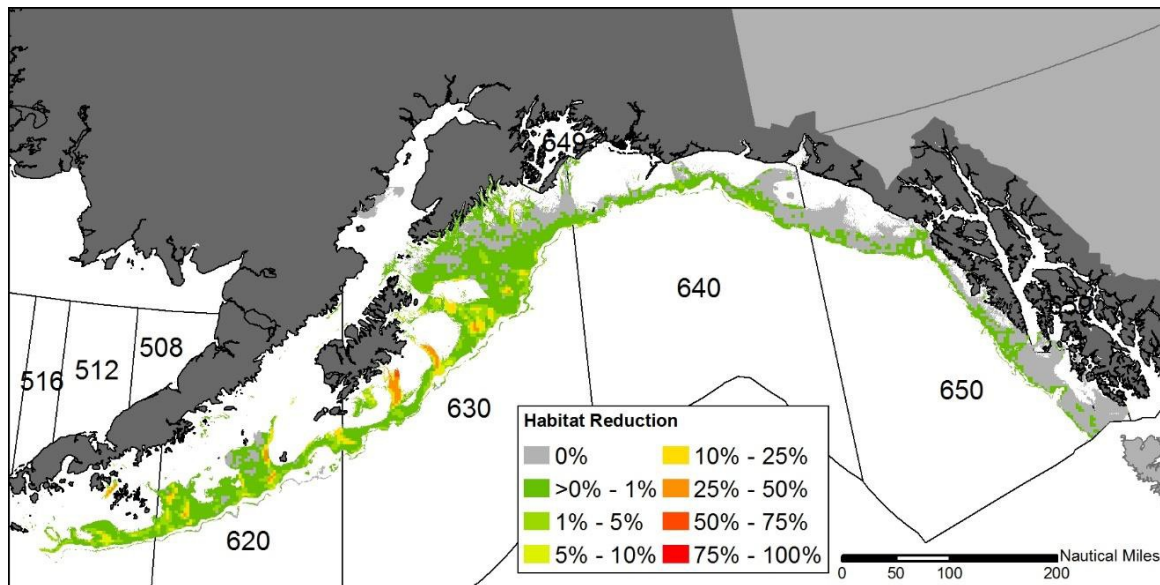 649
640
508
512
516
630
650
620
Habitat Reduction
0%
>0% - 1%
1% - 5%
5% - 10%
10% - 25%
25% - 50%
50% - 75%
75% - 100%
Nautical Miles
0 50 100 200